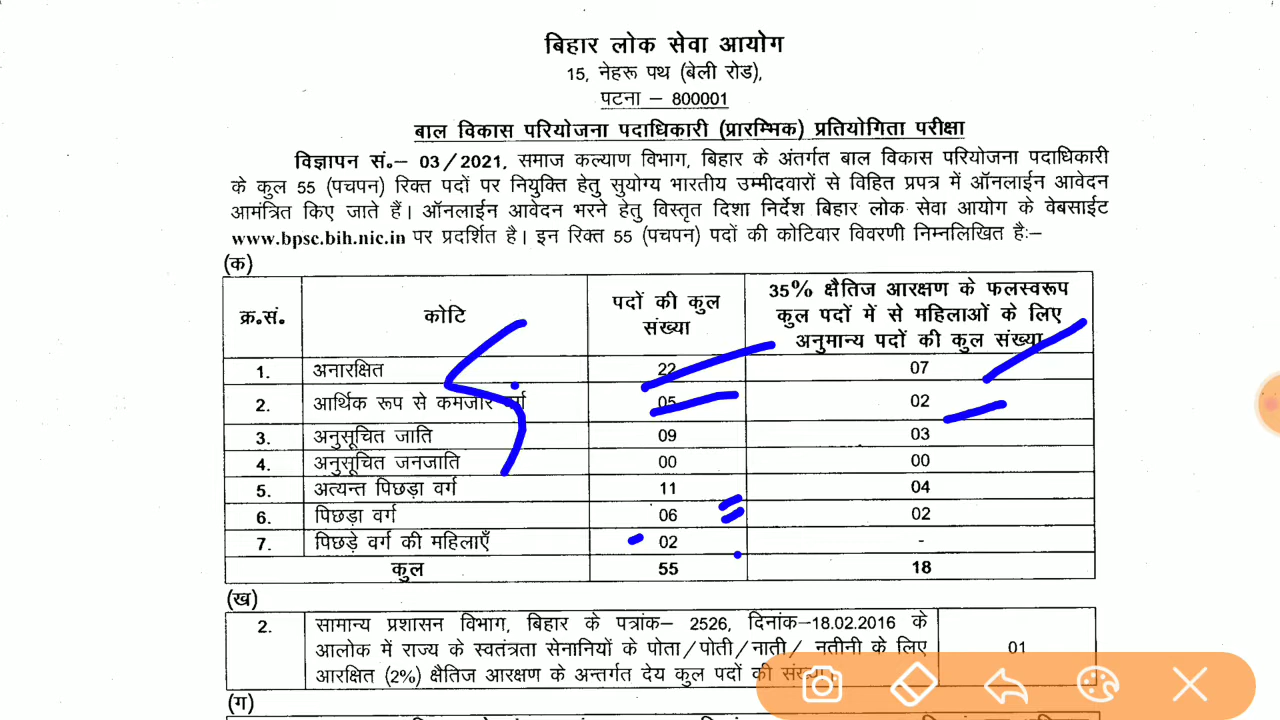 बिहार लोक सेवा आयोग
15, नेहरू पथ (बेली रोड),
पटना – 800001
बाल विकास परियोजना पदाधिकारी (प्रारम्भिक) प्रतियोगिता परीक्षा
विज्ञापन सं.– 03/2021, समाज कल्याण विभाग, बिहार के अंतर्गत बाल विकास परियोजना पदाधिकारी
के कुल 55 (पचपन) रिक्त पदों पर नियुक्ति हेतु सुयोग्य भारतीय उम्मीदवारों से विहित प्रपत्र में ऑनलाईन आवेदन
आमंत्रित किए जाते हैं। ऑनलाईन आवेदन भरने हेतु विस्तृत दिशा निर्देश बिहार लोक सेवा आयोग के वेबसाईट
www.bpsc.bih.nic.in पर प्रदर्शित है। इन रिक्त 55 (पचपन) पदों की कोटिवार विवरणी निम्नलिखित है:–
(क)
क्र.सं. कोटि पदों की कुल संख्या 35% क्षैतिज आरक्षण के फलस्वरूप कुल पदों में से महिलाओं के लिए अनुमान्य पदों की कुल संख्या
1. अनारक्षित 22 07
2. आर्थिक रूप से कमजोर वर्ग 05 02
3. अनुसूचित जाति 09 03
4. अनुसूचित जनजाति 00 00
5. अत्यन्त पिछड़ा वर्ग 11 04
6. पिछड़ा वर्ग 06 02
7. पिछड़े वर्ग की महिलाएँ 02 -
कुल 55 18
(ख)
2. सामान्य प्रशासन विभाग, बिहार के पत्रांक– 2526, दिनांक–18.02.2016 के
आलोक में राज्य के स्वतंत्रता सेनानियों के पोता/पोती/नाती/ नतीनी के लिए 01
आरक्षित (2%) क्षैतिज आरक्षण के अन्तर्गत देय कुल पदों की संख्या।
(ग)